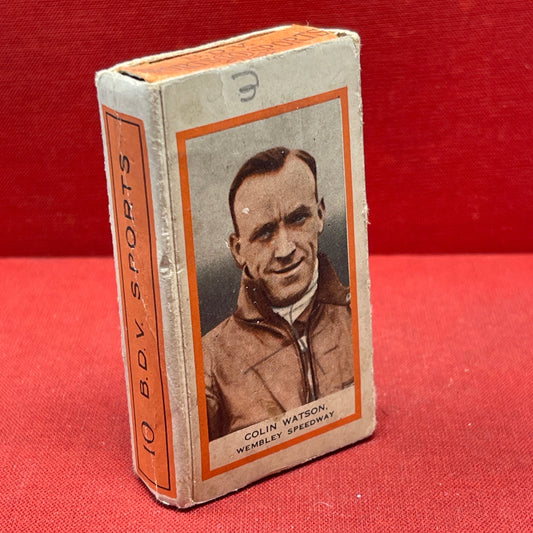 10 B.D.V. SPORTS
COLIN WATSON,
WEMBLEY SPEEDWAY